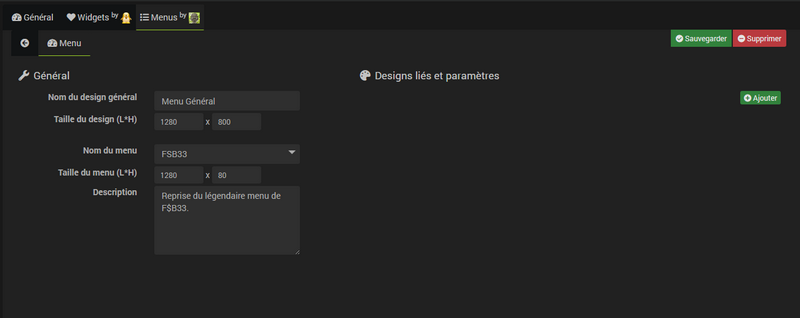 Général Widgets by Menus by
Menu Sauvegarder Supprimer
Général
Designs liés et paramètres
Nom du design général Menu Général
Ajouter
Taille du design (L*H) 1280 x 800
Nom du menu FSB33
Taille du menu (L*H) 1280 x 80
Description Reprise du légendaire menu de
F$B33.